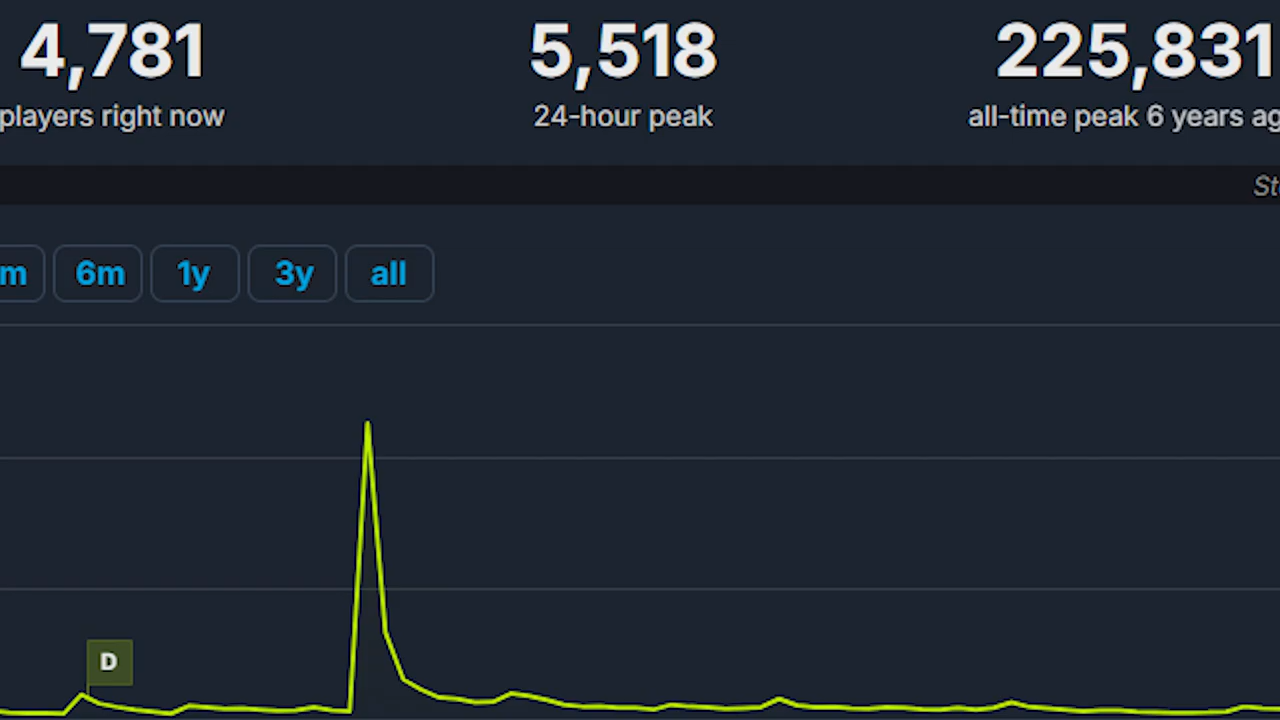 4,781 5,518 225,831
players right now 24-hour peak all-time peak 6 years ag
St
m 6m 1y 3y all
D